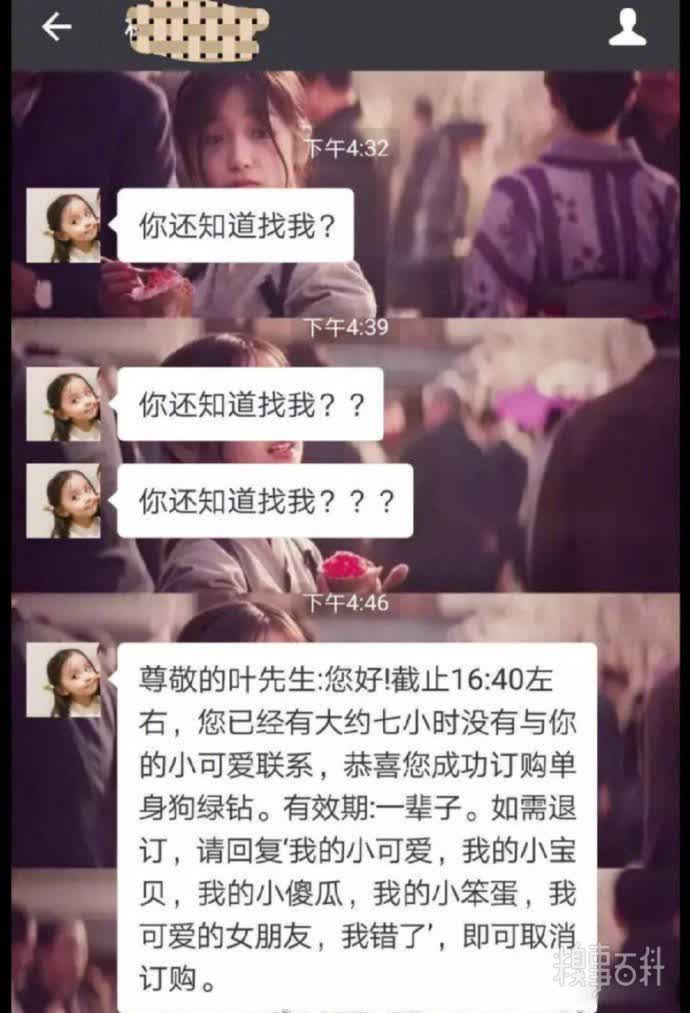 下午4:32
你还知道找我?
下午4:39
你还知道找我??
你还知道找我???
下午4:46
尊敬的叶先生:您好!截止16:40左
右，您已经有大约七小时没有与你
的小可爱联系，恭喜您成功订购单
身狗绿钻。有效期:一辈子。如需退
订，请回复‘我的小可爱，我的小宝
贝，我的小傻瓜，我的小笨蛋，我
可爱的女朋友，我错了’，即可取消
订购。
糗事百科